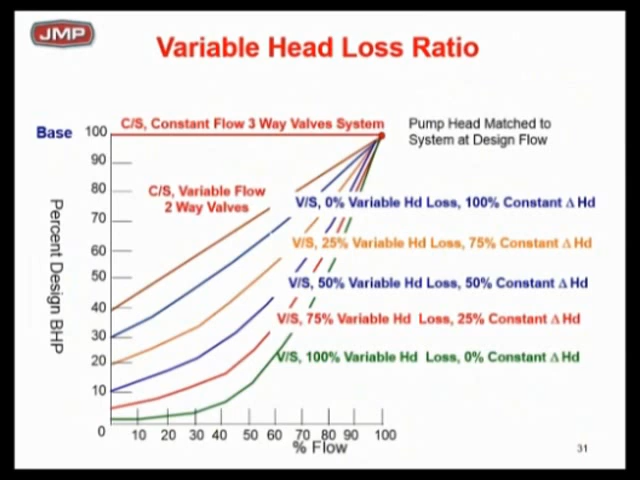 JMP
Variable Head Loss Ratio
C/S, Constant Flow 3 Way Valves System
Pump Head Matched to
System at Design Flow
Base
100
90
80
70
60
50
40
30
20
10
0
Percent Design BHP
C/S, Variable Flow
2 Way Valves
V/S, 0% Variable Hd Loss, 100% Constant Δ Hd
V/S, 25% Variable Hd Loss, 75% Constant Δ Hd
V/S, 50% Variable Hd Loss, 50% Constant Δ Hd
V/S, 75% Variable Hd Loss, 25% Constant Δ Hd
V/S, 100% Variable Hd Loss, 0% Constant Δ Hd
10 20 30 40 50 60 70 80 90 100
% Flow
31